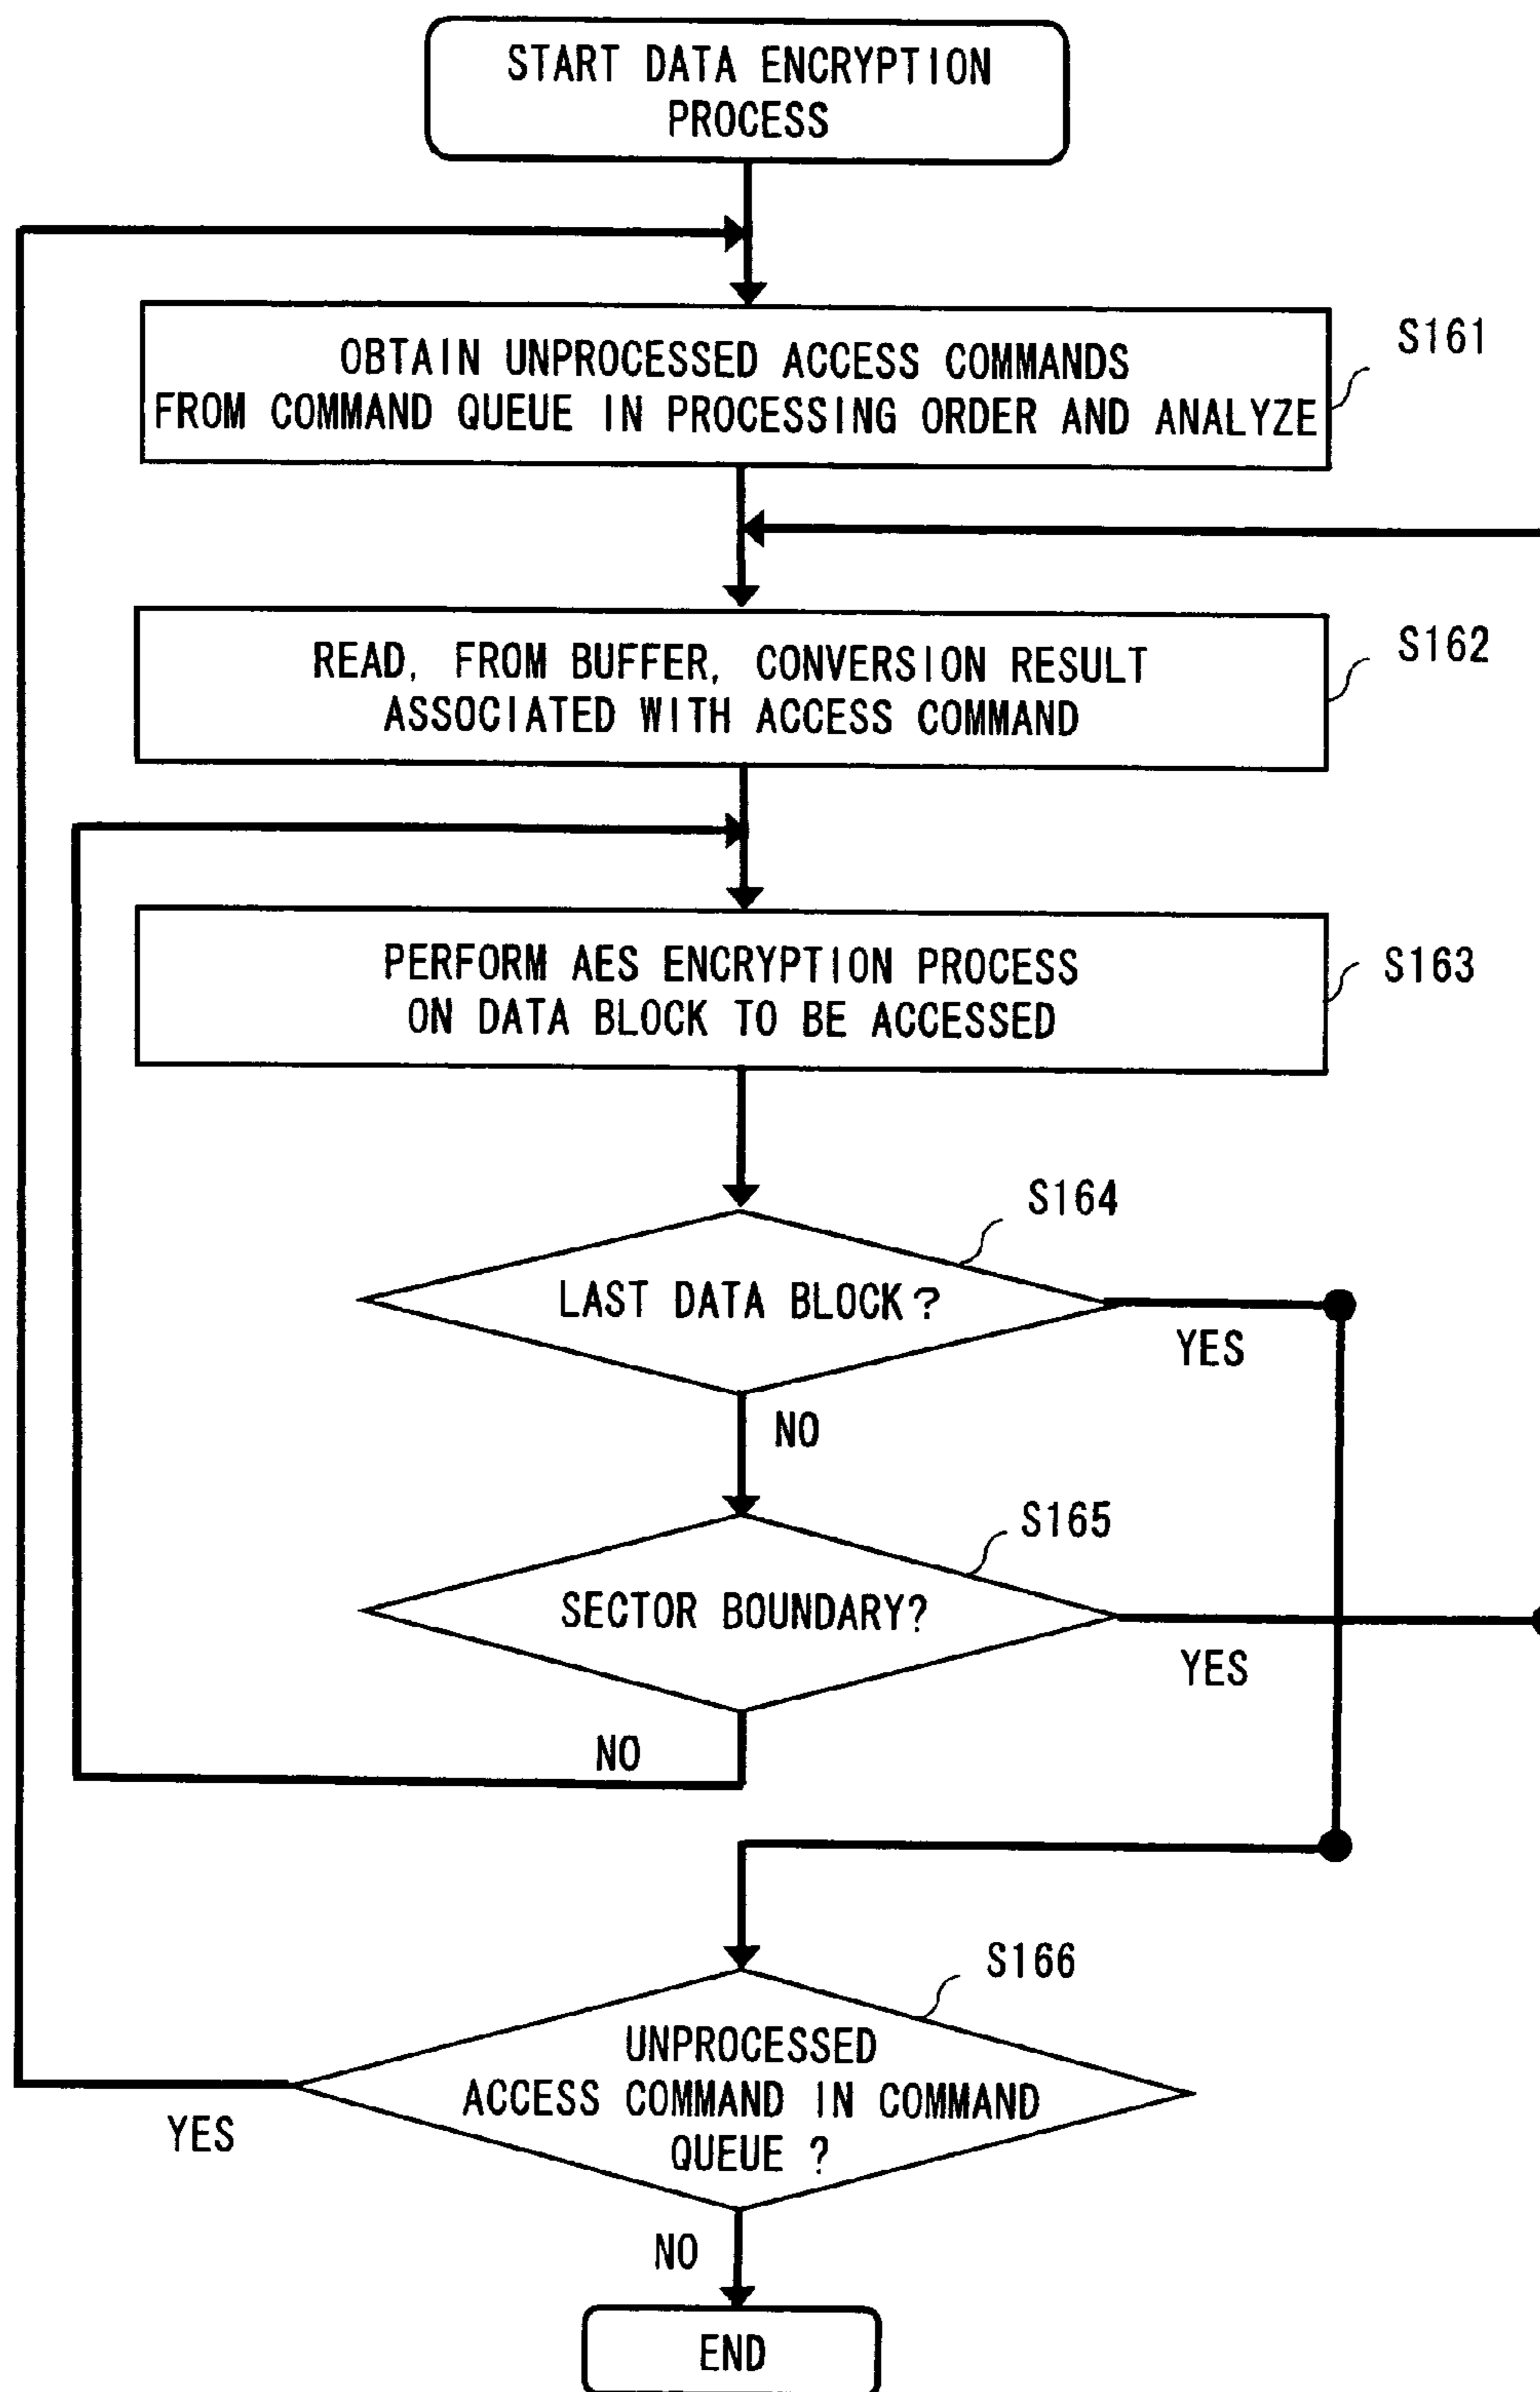 START DATA ENCRYPTION
PROCESS
OBTAIN UNPROCESSED ACCESS COMMANDS
FROM COMMAND QUEUE IN PROCESSING ORDER AND ANALYZE
S161
READ, FROM BUFFER, CONVERSION RESULT
ASSOCIATED WITH ACCESS COMMAND
S162
PERFORM AES ENCRYPTION PROCESS
ON DATA BLOCK TO BE ACCESSED
S163
S164
LAST DATA BLOCK?
YES
NO
S165
SECTOR BOUNDARY?
YES
NO
S166
UNPROCESSED
ACCESS COMMAND IN COMMAND
QUEUE ?
YES
NO
END